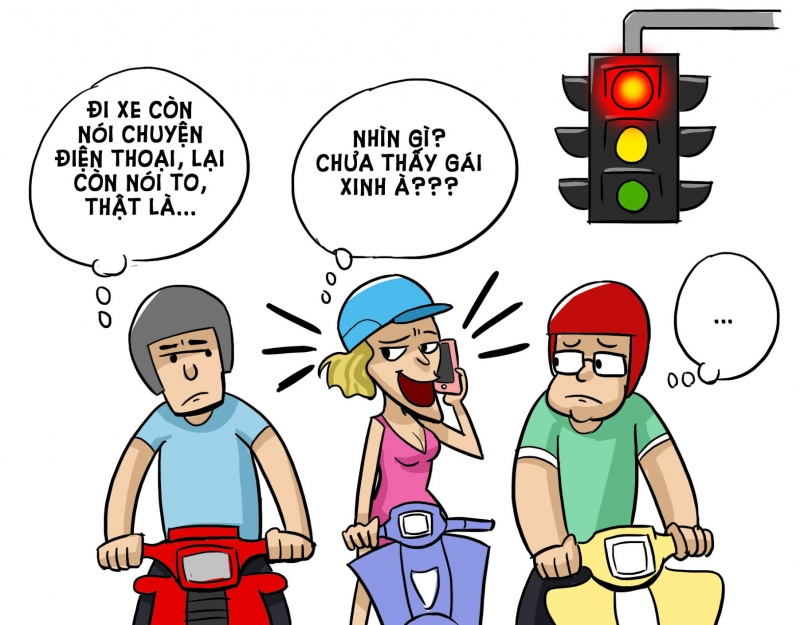 ĐI XE CÒN
NÓI CHUYỆN
ĐIỆN THOẠI, LẠI
CÒN NÓI TO,
THẬT LÀ...
NHÌN GÌ?
CHƯA THẤY GÁI
XINH À???
...